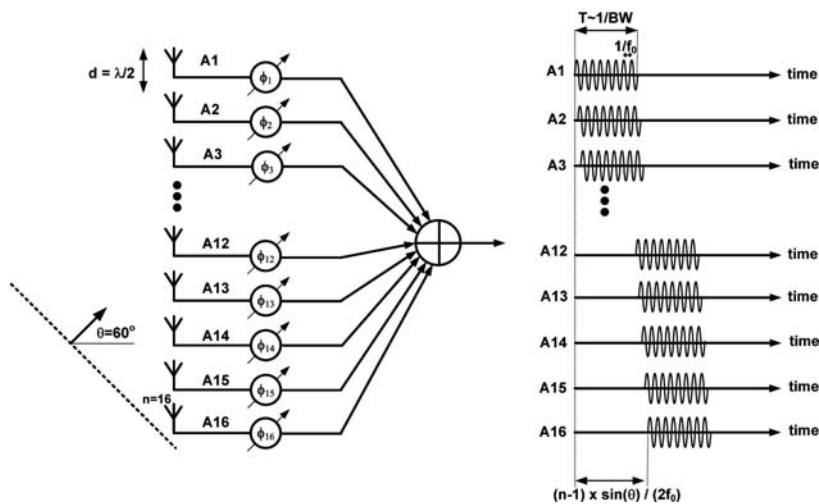 T~1/BW
1/f₀
d = λ/2
A1
ϕ₁
A2
ϕ₂
A3
ϕ₃
A12
ϕ₁₂
A13
ϕ₁₃
A14
ϕ₁₄
A15
ϕ₁₅
A16
ϕ₁₆
θ=60°
n=16
A1 time
A2 time
A3 time
A12 time
A13 time
A14 time
A15 time
A16 time
(n-1) x sin(θ) / (2f₀)